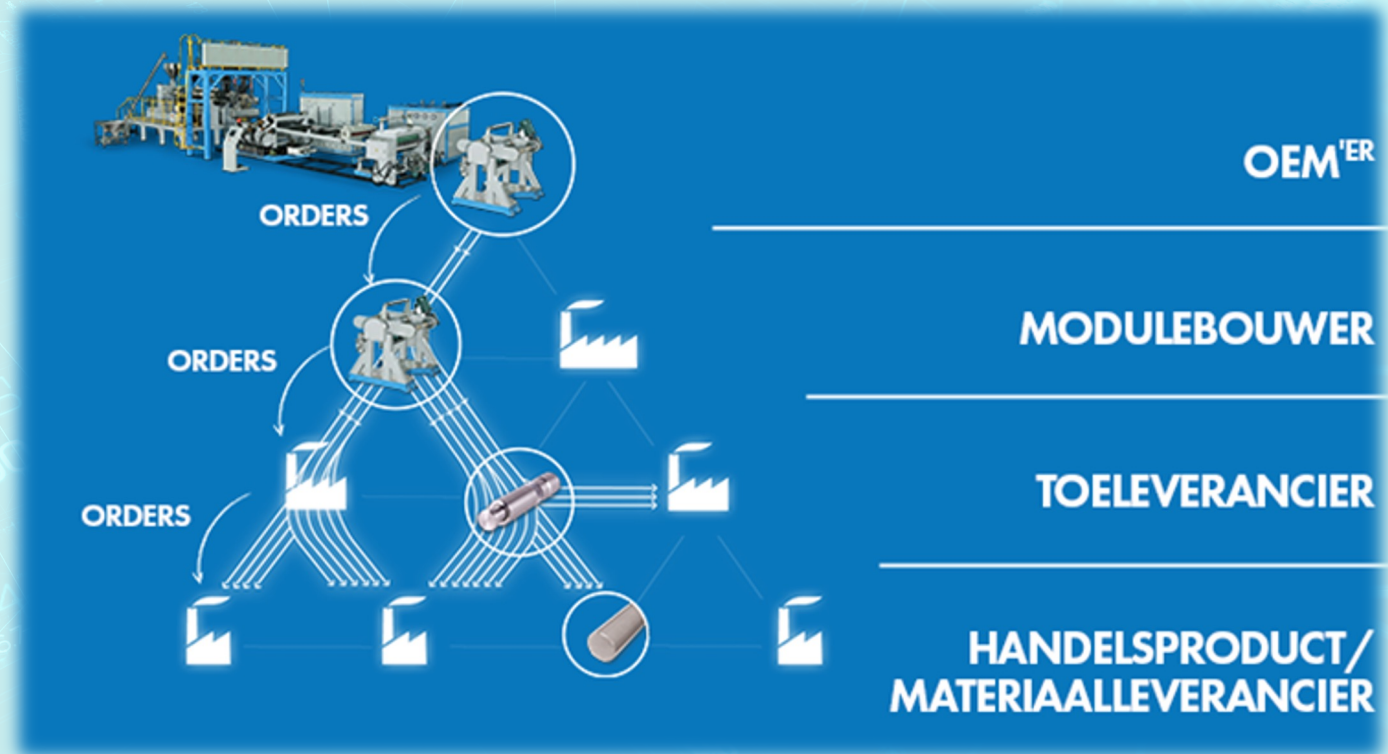 OEM'ER
ORDERS
MODULEBOUWER
ORDERS
TOELEVERANCIER
ORDERS
HANDELSPRODUCT/
MATERIAALLEVERANCIER